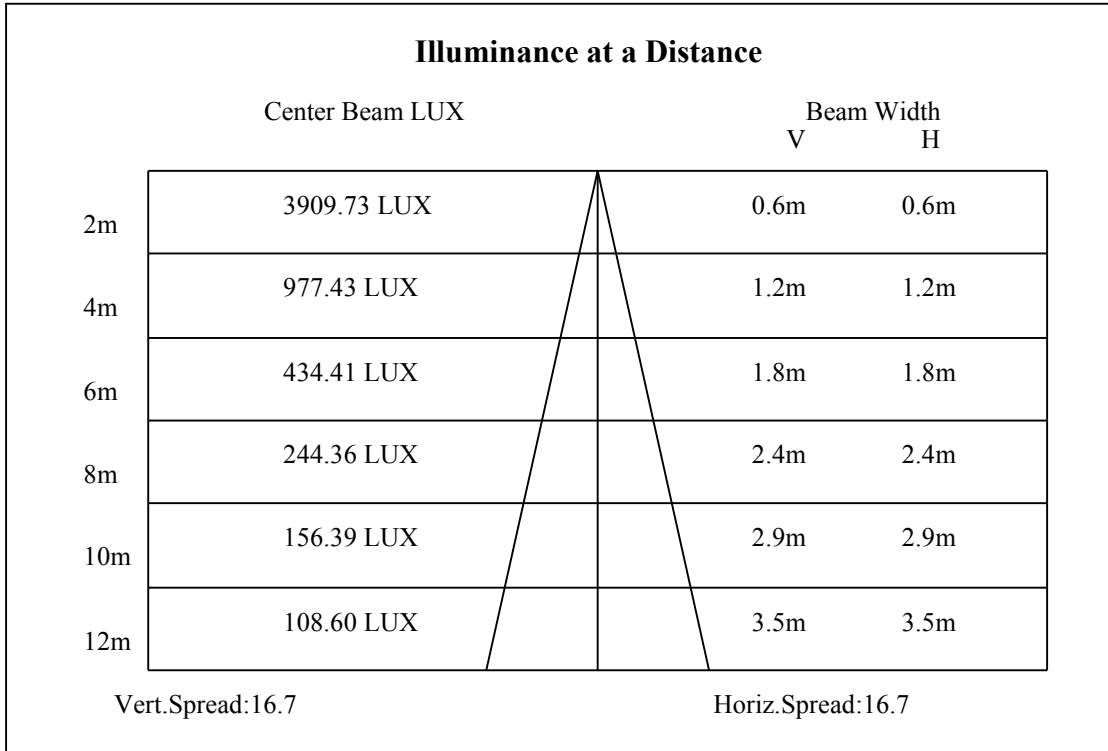 Illuminance at a Distance
Center Beam LUX Beam Width
V H
2m 3909.73 LUX 0.6m 0.6m
4m 977.43 LUX 1.2m 1.2m
6m 434.41 LUX 1.8m 1.8m
8m 244.36 LUX 2.4m 2.4m
10m 156.39 LUX 2.9m 2.9m
12m 108.60 LUX 3.5m 3.5m
Vert.Spread:16.7 Horiz.Spread:16.7